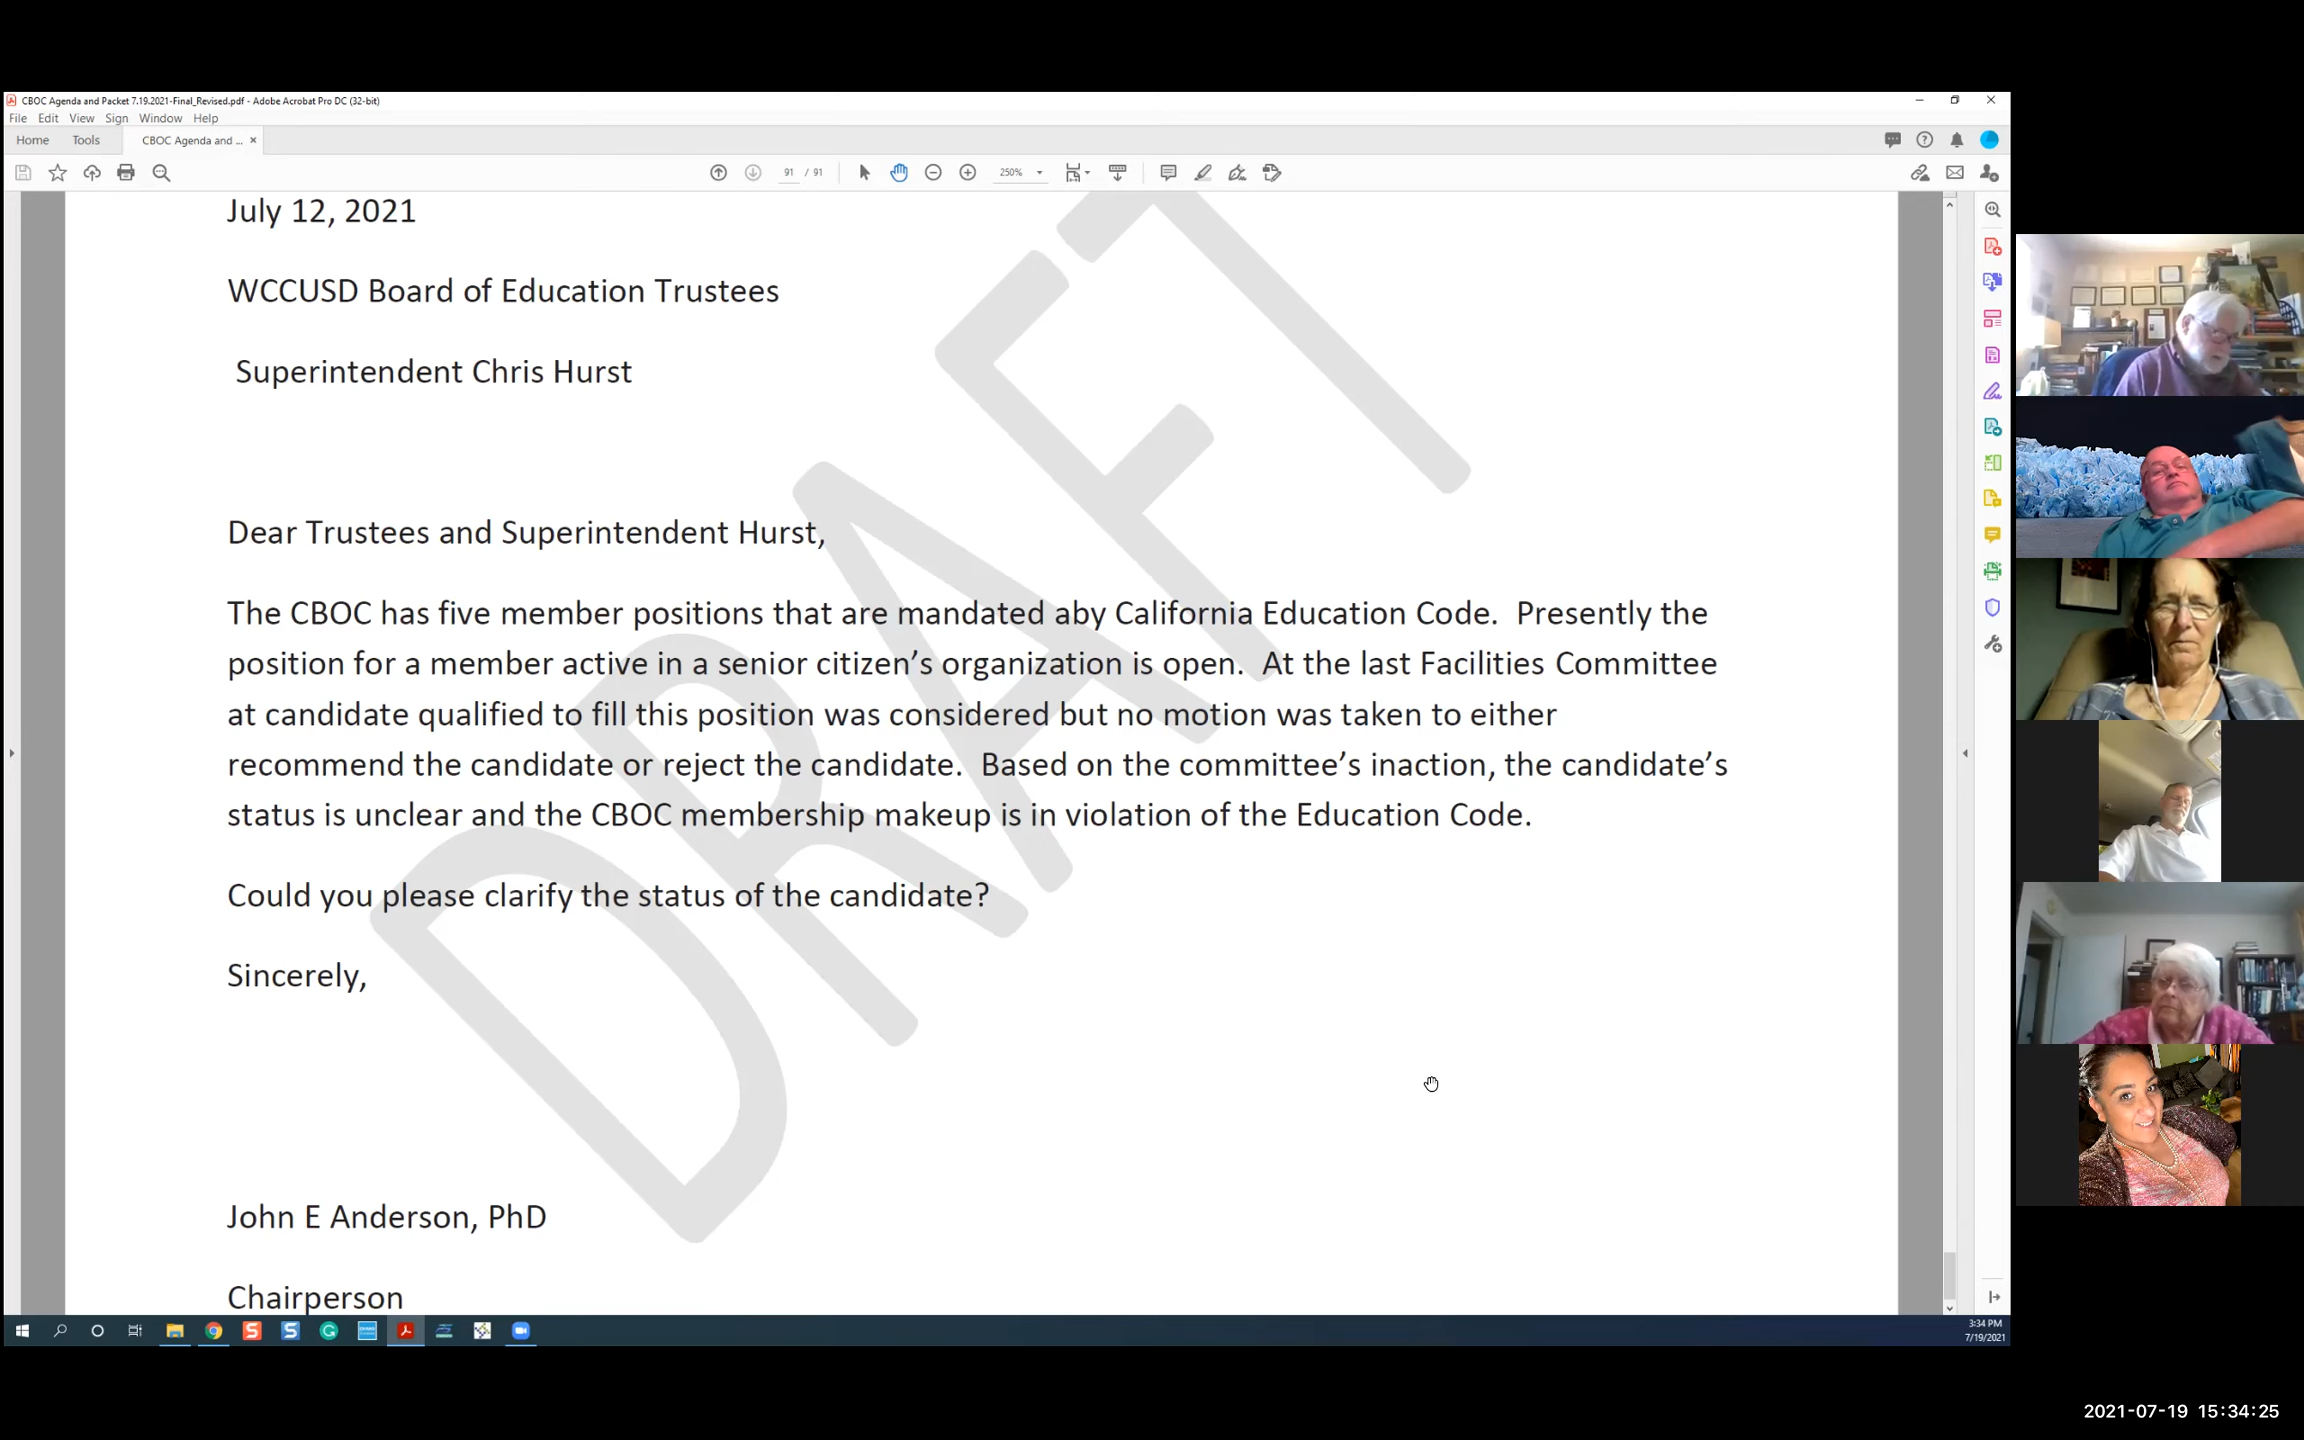 CBOC Agenda and Packet 7.19.2021-Final_Revised.pdf - Adobe Acrobat Pro DC (32-bit)
File Edit View Sign Window Help
Home Tools CBOC Agenda and ...
91 / 91 250%
July 12, 2021
WCCUSD Board of Education Trustees
Superintendent Chris Hurst
Dear Trustees and Superintendent Hurst,
The CBOC has five member positions that are mandated aby California Education Code.  Presently the
position for a member active in a senior citizen’s organization is open.  At the last Facilities Committee
at candidate qualified to fill this position was considered but no motion was taken to either
recommend the candidate or reject the candidate.  Based on the committee’s inaction, the candidate’s
status is unclear and the CBOC membership makeup is in violation of the Education Code.
Could you please clarify the status of the candidate?
Sincerely,
John E Anderson, PhD
Chairperson
DRAFT
3:34 PM
7/19/2021
2021-07-19 15:34:25